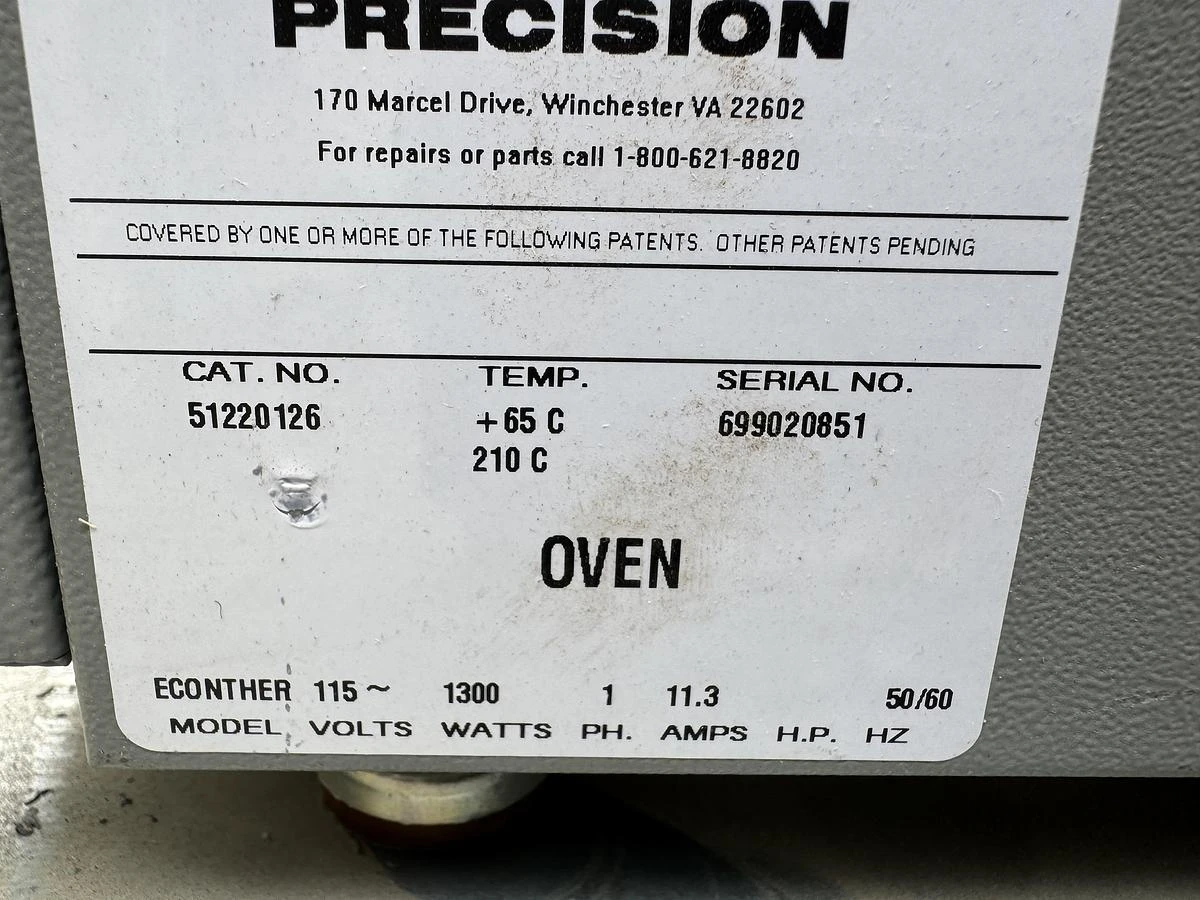 PRECISION
170 Marcel Drive, Winchester VA 22602
For repairs or parts call 1-800-621-8820
COVERED BY ONE OR MORE OF THE FOLLOWING PATENTS. OTHER PATENTS PENDING
CAT. NO. TEMP. SERIAL NO.
51220126 +65 C 699020851
210 C
OVEN
ECONTHER 115~ 1300 1 11.3 50/60
MODEL VOLTS WATTS PH. AMPS H.P. HZ